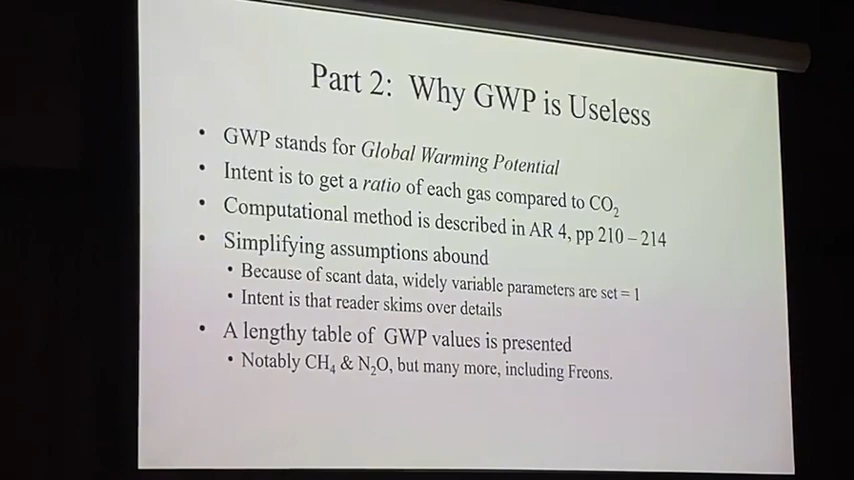 Part 2: Why GWP is Useless
• GWP stands for Global Warming Potential
• Intent is to get a ratio of each gas compared to CO₂
• Computational method is described in AR 4, pp 210 – 214
• Simplifying assumptions abound
• Because of scant data, widely variable parameters are set = 1
• Intent is that reader skims over details
• A lengthy table of GWP values is presented
• Notably CH₄ & N₂O, but many more, including Freons.